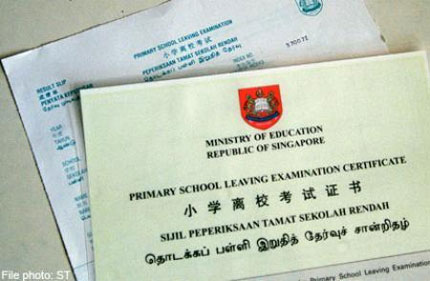 PRIMARY SCHOOL LEAVING EXAMINATION
小学离校考试
PEPERIKSAAN TAMAT SEKOLAH RENDAH
RESULT SLIP
MINISTRY OF EDUCATION
REPUBLIC OF SINGAPORE
PRIMARY SCHOOL LEAVING EXAMINATION CERTIFICATE
小学离校考试证书
SIJIL PEPERIKSAAN TAMAT SEKOLAH RENDAH
தொடக்கப் பள்ளி இறுதித் தேர்வுச் சான்றிதழ்
Primary School Leaving Examination
File photo: ST